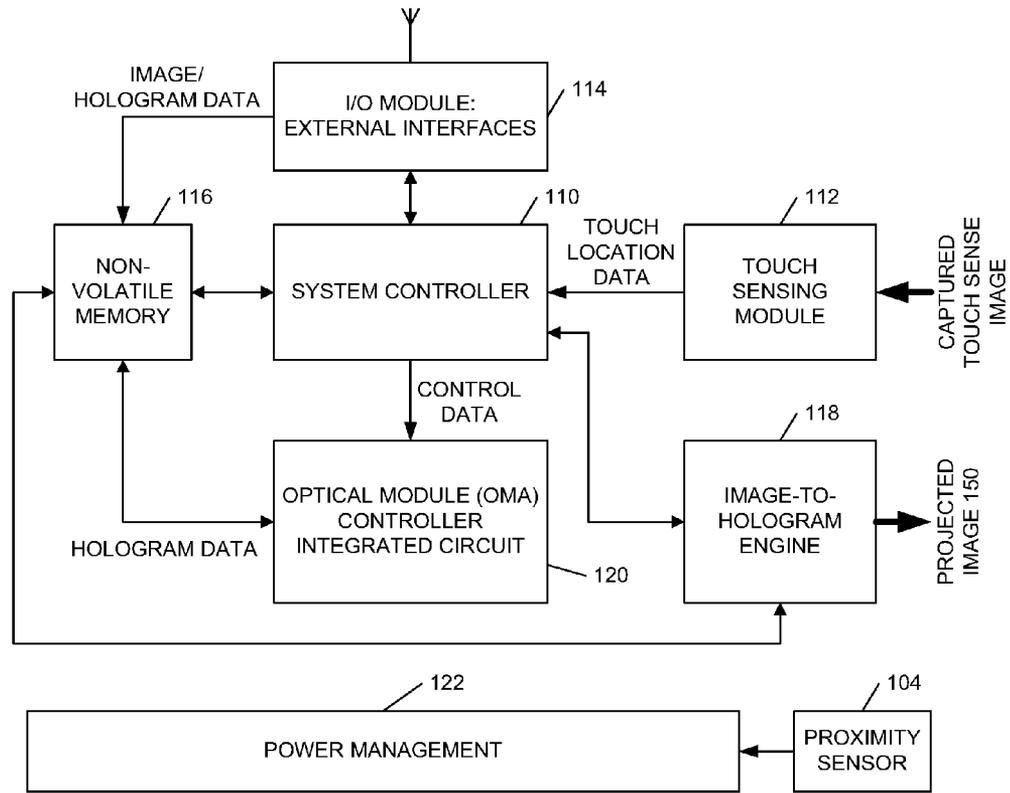 IMAGE/
HOLOGRAM DATA
I/O MODULE:
EXTERNAL INTERFACES
114
116
110
112
NON-
VOLATILE
MEMORY
SYSTEM CONTROLLER
TOUCH
LOCATION
DATA
TOUCH
SENSING
MODULE
CAPTURED
TOUCH SENSE
IMAGE
CONTROL
DATA
118
OPTICAL MODULE (OMA)
CONTROLLER
INTEGRATED CIRCUIT
HOLOGRAM DATA
120
IMAGE-TO-
HOLOGRAM
ENGINE
PROJECTED
IMAGE 150
122
104
POWER MANAGEMENT
PROXIMITY
SENSOR